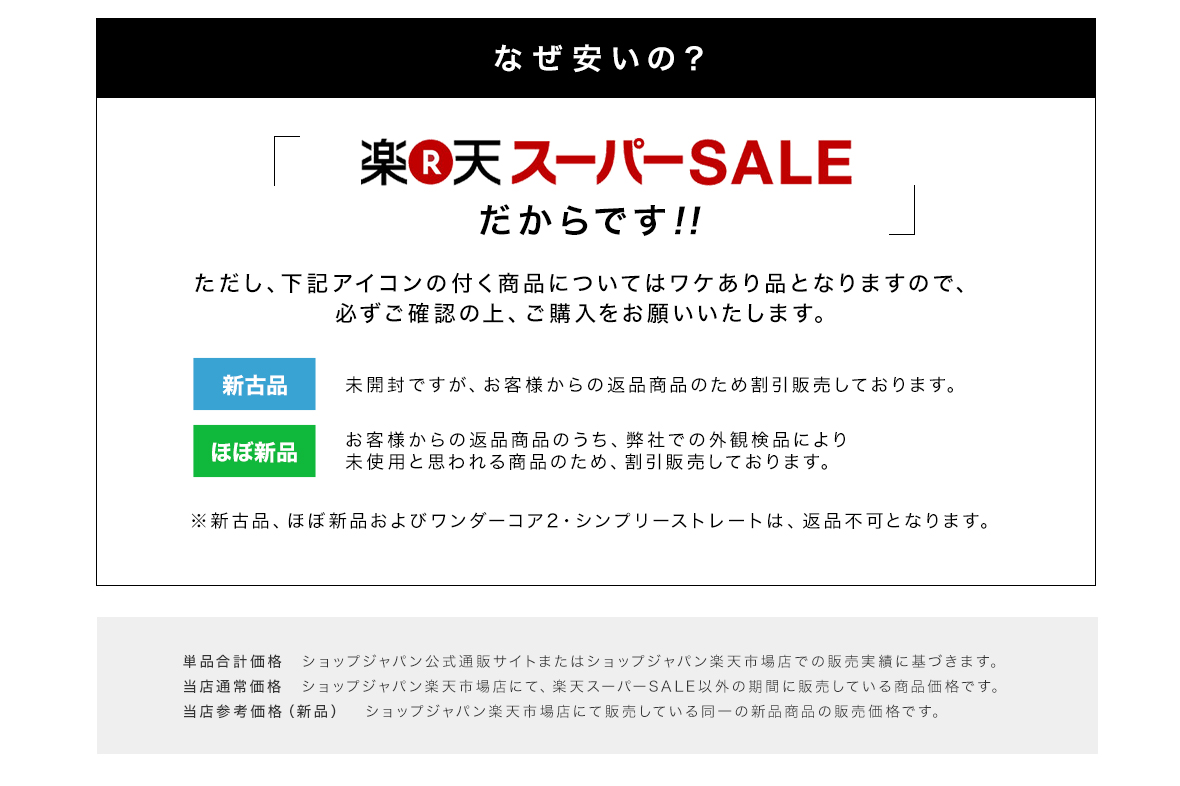 なぜ安いの?
楽R天スーパーSALE
だからです!!
ただし、下記アイコンの付く商品についてはワケあり品となりますので、
必ずご確認の上、ご購入をお願いいたします。
新古品 未開封ですが、お客様からの返品商品のため割引販売しております。
ほぼ新品 お客様からの返品商品のうち、弊社での外観検品により
未使用と思われる商品のため、割引販売しております。
※新古品、ほぼ新品およびワンダーコア2・シンプリーストレートは、返品不可となります。
単品合計価格 ショップジャパン公式通販サイトまたはショップジャパン楽天市場店での販売実績に基づきます。
当店通常価格 ショップジャパン楽天市場店にて、楽天スーパーSALE以外の期間に販売している商品価格です。
当店参考価格(新品) ショップジャパン楽天市場店にて販売している同一の新品商品の販売価格です。